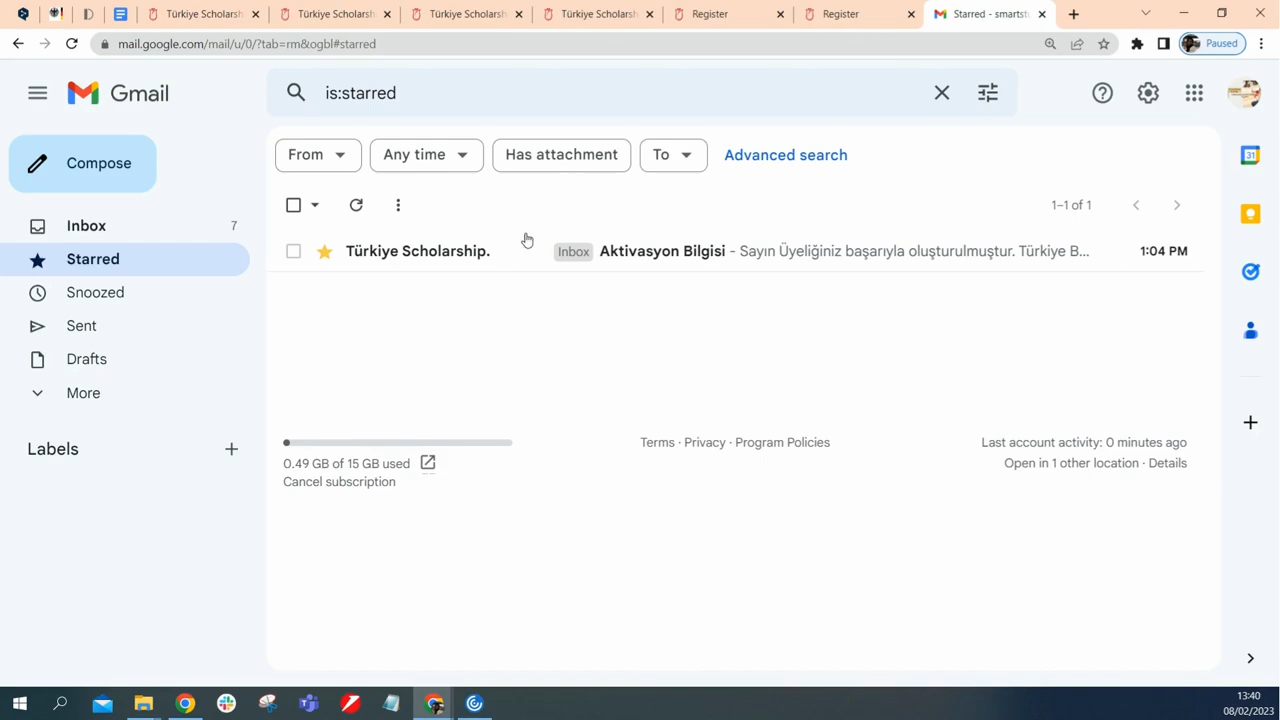 Türkiye Scholarsh
Türkiye Scholarsh
Türkiye Scholarsh
Türkiye Scholarsh
Register
Register
Starred - smartst
mail.google.com/mail/u/0/?tab=rm&ogbl#starred
Paused
Gmail
is:starred
Compose
From
Any time
Has attachment
To
Advanced search
1–1 of 1
Inbox 7
Starred
Snoozed
Sent
Drafts
More
Labels
Türkiye Scholarship. Inbox Aktivasyon Bilgisi - Sayın Üyeliğiniz başarıyla oluşturulmuştur. Türkiye B... 1:04 PM
0.49 GB of 15 GB used
Cancel subscription
Terms · Privacy · Program Policies
Last account activity: 0 minutes ago
Open in 1 other location · Details
31
13:40
08/02/2023